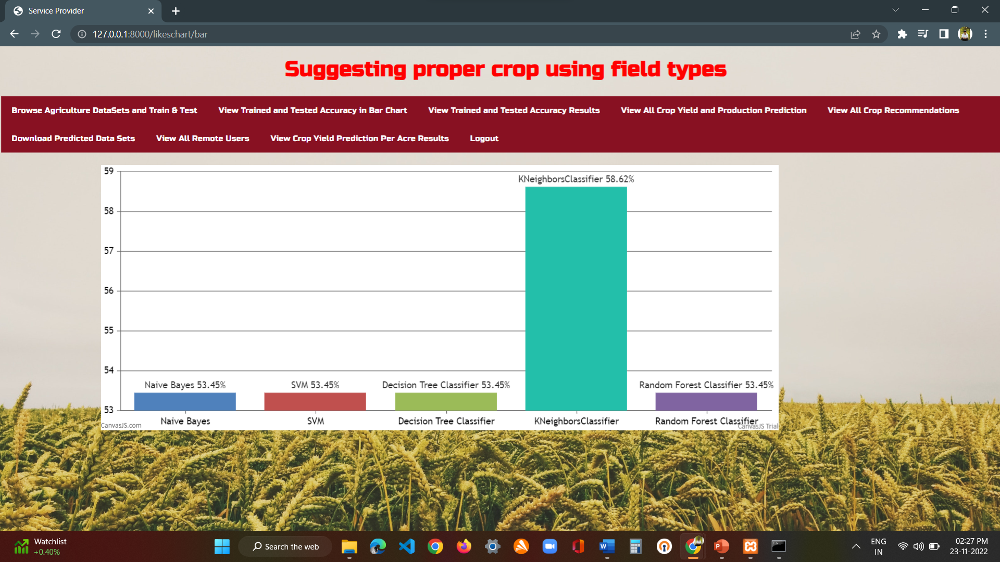 Service Provider
127.0.0.1:8000/likeschart/bar
Suggesting proper crop using field types
Browse Agriculture DataSets and Train & Test View Trained and Tested Accuracy in Bar Chart View Trained and Tested Accuracy Results View All Crop Yield and Production Prediction View All Crop Recommendations
Download Predicted Data Sets View All Remote Users View Crop Yield Prediction Per Acre Results Logout
59
KNeighborsClassifier 58.62%
58
57
56
55
54
Naive Bayes 53.45% SVM 53.45% Decision Tree Classifier 53.45% Random Forest Classifier 53.45%
53
Naive Bayes SVM Decision Tree Classifier KNeighborsClassifier Random Forest Classifier
CanvasJS.com CanvasJS Trial
Watchlist
+0.40%
Search the web
W
P
ENG
IN
02:27 PM
23-11-2022